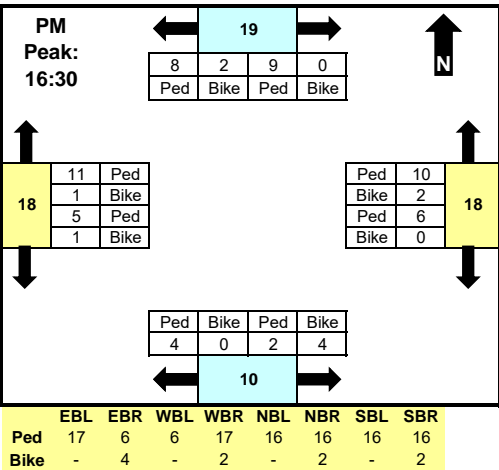 PM
Peak:
16:30
19
8 2 9 0
Ped Bike Ped Bike
N
18
11 Ped
1 Bike
5 Ped
1 Bike
Ped 10
Bike 2
Ped 6
Bike 0
18
Ped Bike Ped Bike
4 0 2 4
10
EBL EBR WBL WBR NBL NBR SBL SBR
Ped 17 6 6 17 16 16 16 16
Bike - 4 - 2 - 2 - 2